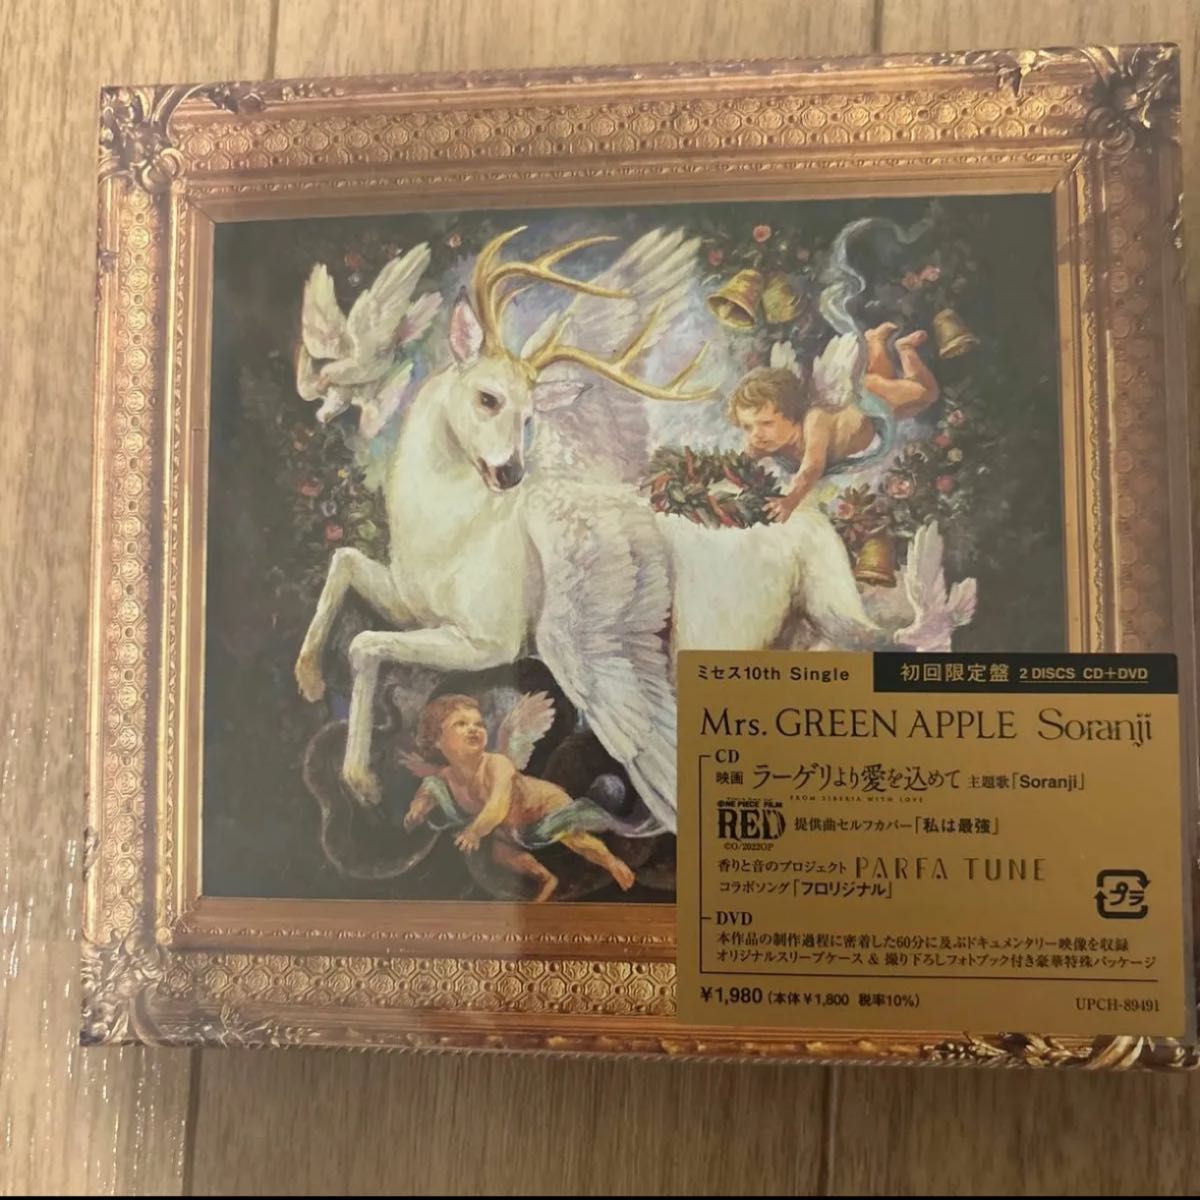 ミセス10th Single
初回限定盤 2 DISCS CD+DVD
Mrs. GREEN APPLE Soranji
CD
映画 ラーゲリより愛を込めて 主題歌「Soranji」
FROM SIBERIA WITH LOVE
ONE PIECE FILM
RED 提供曲セルフカバー「私は最強」
©O/2022OP
香りと音のプロジェクト PARFA TUNE
コラボソング「フロリジナル」
プラ
DVD
本作品の制作過程に密着した60分に及ぶドキュメンタリー映像を収録
オリジナルスリーブケース & 撮り下ろしフォトブック付き豪華特殊パッケージ
¥1,980 (本体¥1,800 税率10%)
UPCH-89491